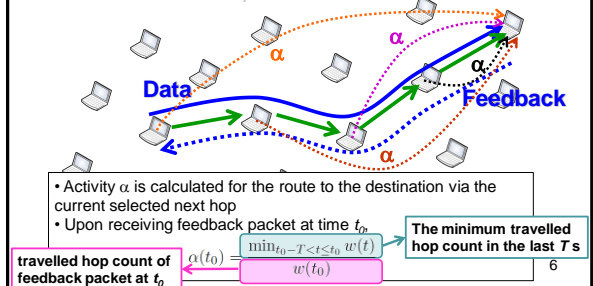 α
α
α
Data
Feedback
α
• Activity α is calculated for the route to the destination via the
current selected next hop
• Upon receiving feedback packet at time t0,
The minimum travelled
hop count in the last T s
α(t0) = min t0−T<t≤t0 w(t) / w(t0)
travelled hop count of
feedback packet at t0
6